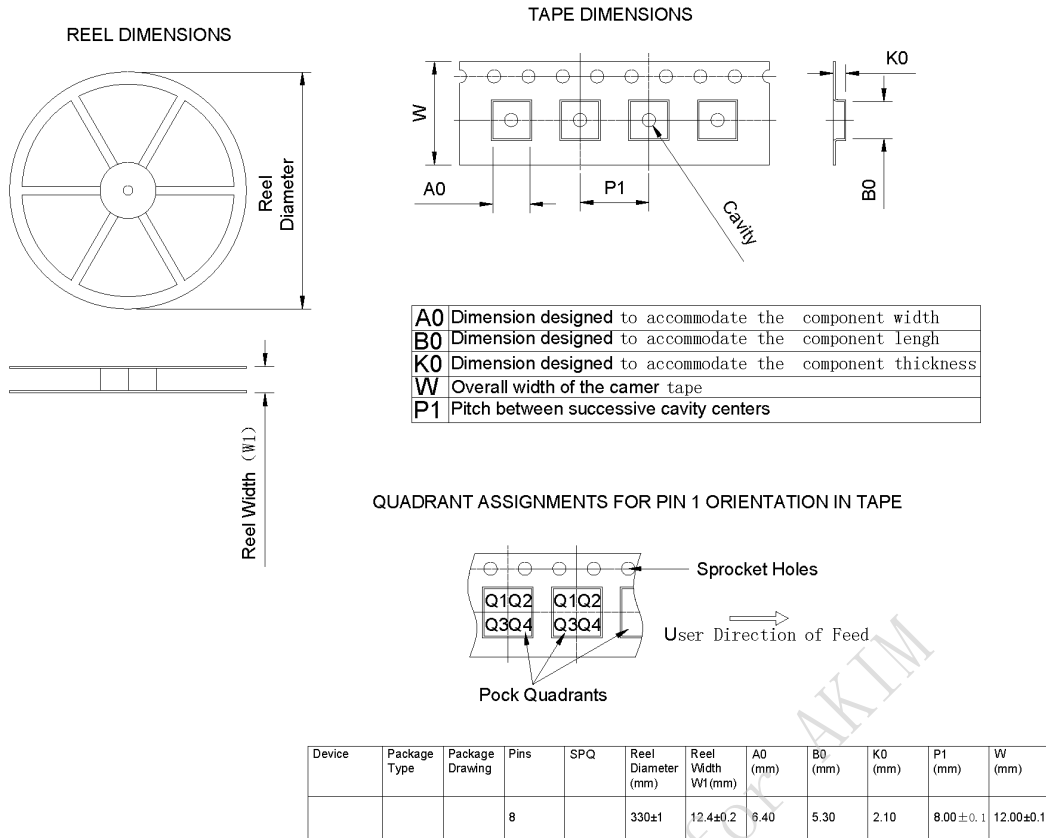 TAPE DIMENSIONS
REEL DIMENSIONS
K0
W
A0
P1
B0
Cavity
Reel
Diameter
A0 Dimension designed to accommodate the component width
B0 Dimension designed to accommodate the component lengh
K0 Dimension designed to accommodate the component thickness
W Overall width of the camer tape
P1 Pitch between successive cavity centers
Reel Width (W1)
QUADRANT ASSIGNMENTS FOR PIN 1 ORIENTATION IN TAPE
Sprocket Holes
Q1Q2 Q1Q2
Q3Q4 Q3Q4
User Direction of Feed
Pock Quadrants
for AKIM
Device Package Type Package Drawing Pins SPQ Reel Diameter (mm) Reel Width W1(mm) A0 (mm) B0 (mm) K0 (mm) P1 (mm) W (mm)
8 330±1 12.4±0.2 6.40 5.30 2.10 8.00±0.1 12.00±0.1